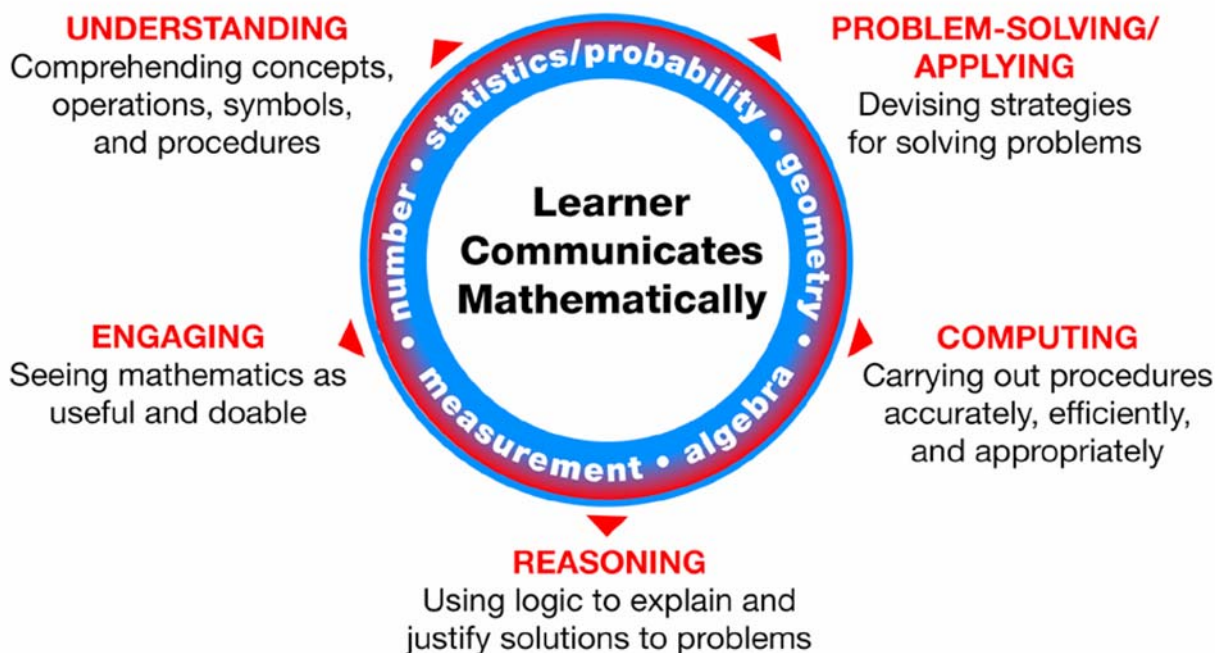 UNDERSTANDING
Comprehending concepts,
operations, symbols,
and procedures
PROBLEM-SOLVING/
APPLYING
Devising strategies
for solving problems
number • statistics/probability • geometry •
Learner
Communicates
Mathematically
• measurement • algebra
ENGAGING
Seeing mathematics as
useful and doable
COMPUTING
Carrying out procedures
accurately, efficiently,
and appropriately
REASONING
Using logic to explain and
justify solutions to problems